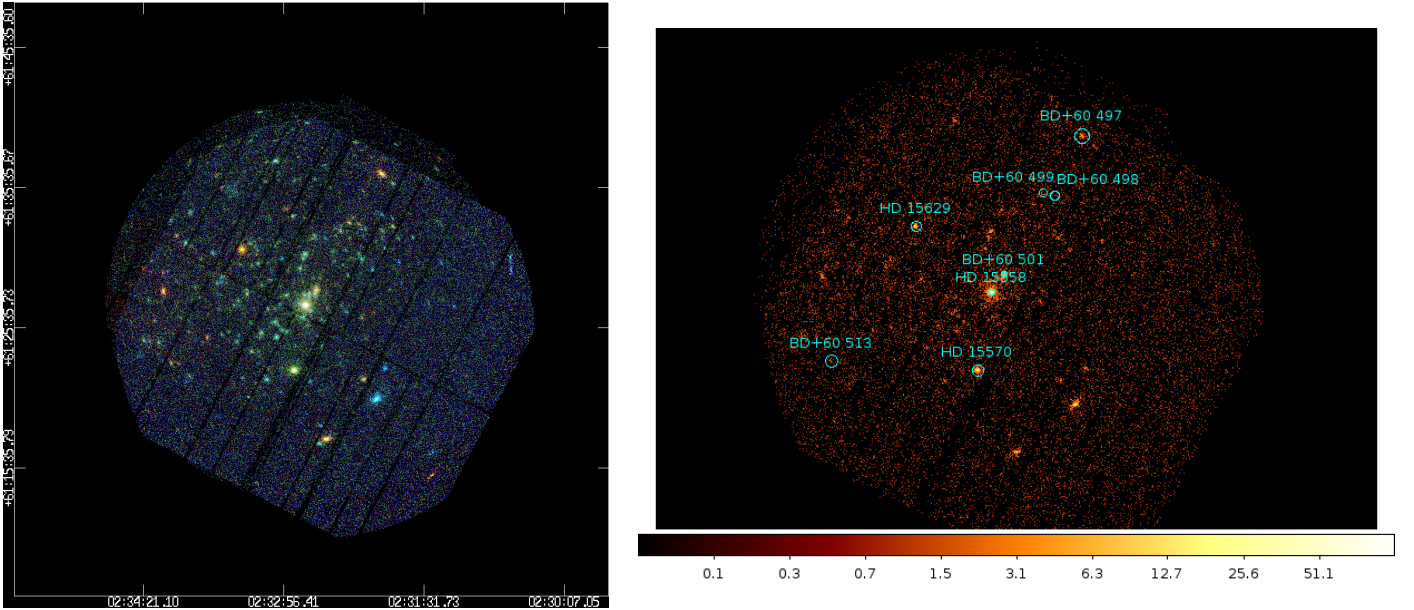 +61:45:35.60
+61:35:35.67
+61:25:35.73
+61:15:35.79
02:34:21.10 02:32:56.41 02:31:31.73 02:30:07.05
BD+60 497
BD+60 499 BD+60 498
HD 15629
BD+60 501
HD 15558
BD+60 513
HD 15570
0.1 0.3 0.7 1.5 3.1 6.3 12.7 25.6 51.1